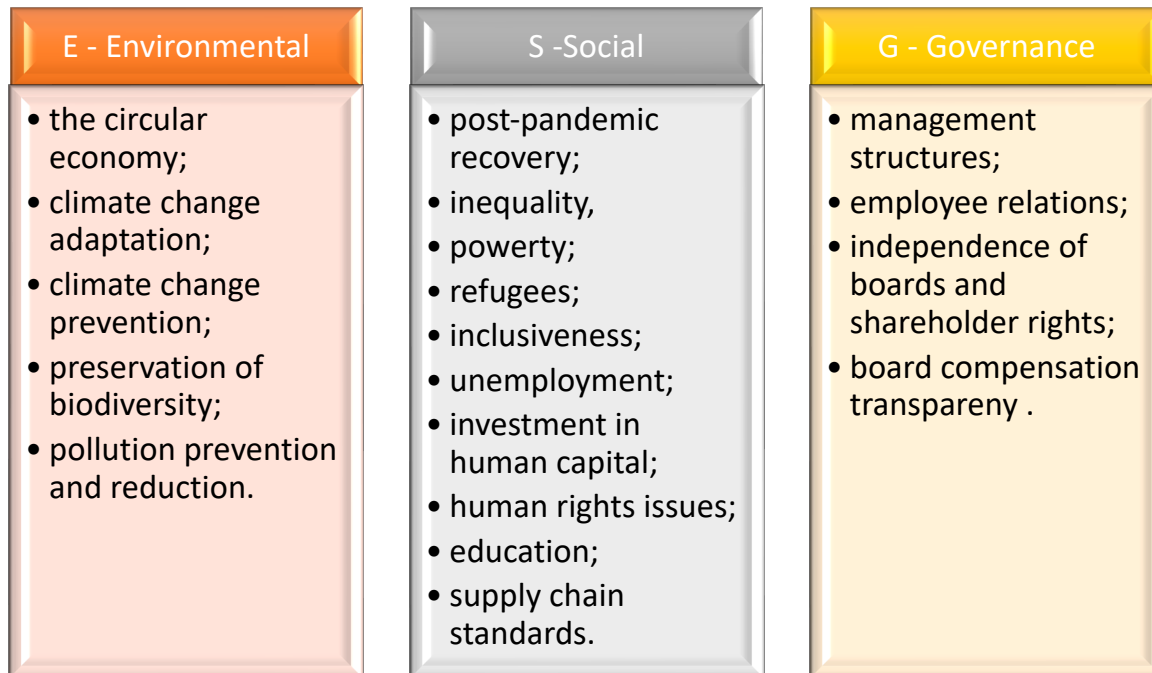 E - Environmental
• the circular
economy;
• climate change
adaptation;
• climate change
prevention;
• preservation of
biodiversity;
• pollution prevention
and reduction.
S -Social
• post-pandemic
recovery;
• inequality,
• powerty;
• refugees;
• inclusiveness;
• unemployment;
• investment in
human capital;
• human rights issues;
• education;
• supply chain
standards.
G - Governance
• management
structures;
• employee relations;
• independence of
boards and
shareholder rights;
• board compensation
transpareny .